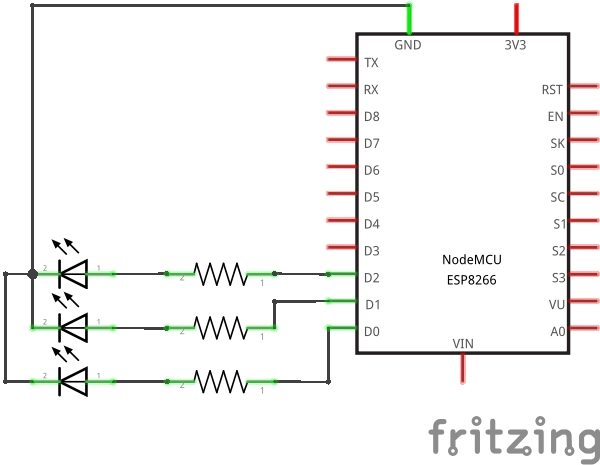 GND 3V3
TX
RX RST
D8 EN
D7 SK
D6 S0
D5 SC
D4 S1
D3 S2
NodeMCU
ESP8266
2 1 2 1 D2 S3
2 1 2 1 D1 VU
2 1 2 1 D0 A0
VIN
fritzing